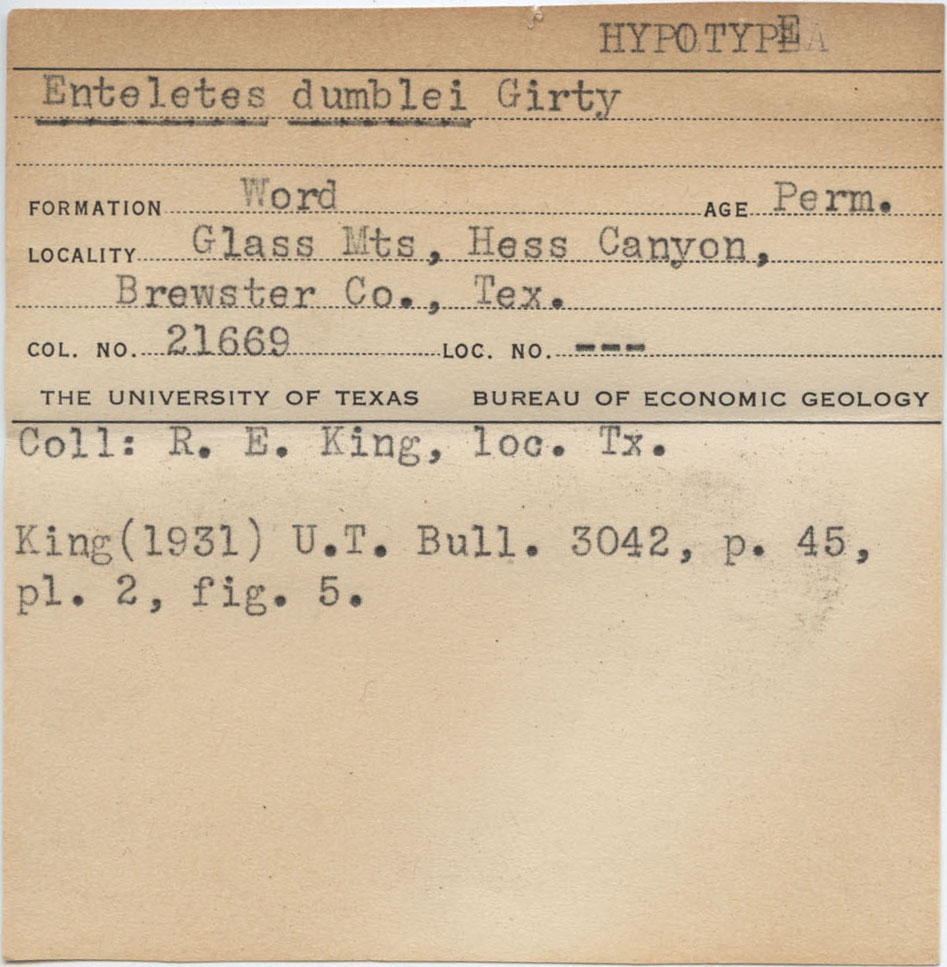 HYPOTYPE
Enteletes dumblei Girty
FORMATION Word AGE Perm.
LOCALITY Glass Mts, Hess Canyon,
Brewster Co., Tex.
COL. NO. 21669 LOC. NO. ---
THE UNIVERSITY OF TEXAS BUREAU OF ECONOMIC GEOLOGY
Coll: R. E. King, loc. Tx.
King(1931) U.T. Bull. 3042, p. 45,
pl. 2, fig. 5.